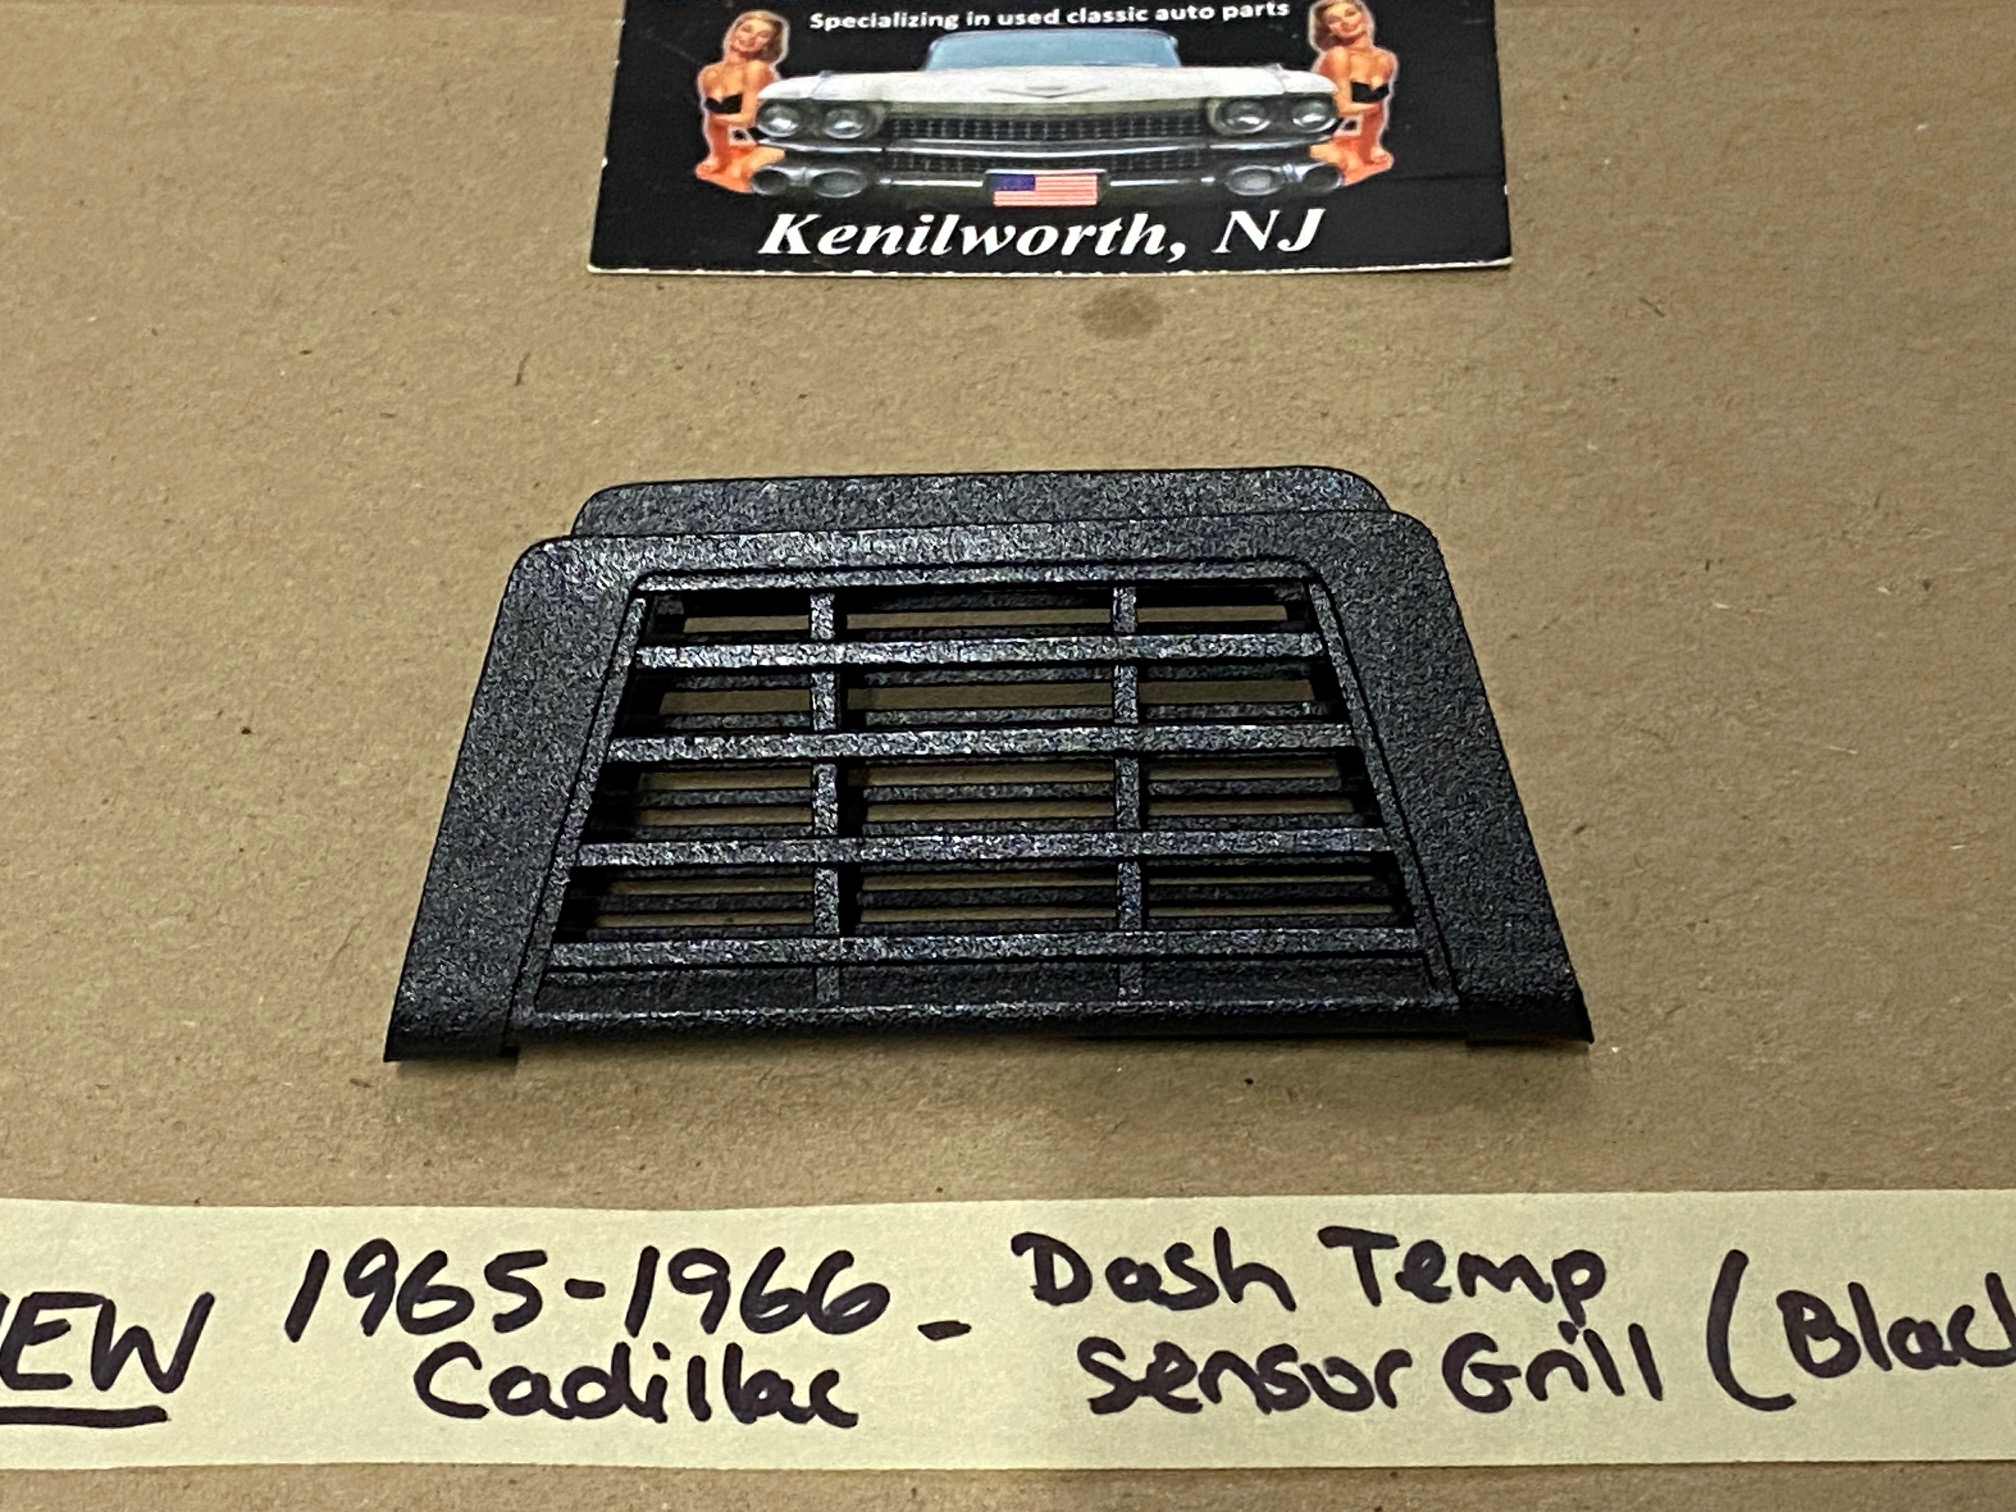 Specializing in used classic auto parts
Kenilworth, NJ
EW 1965-1966 - Dash Temp
Cadillac Sensor Grill (Blac